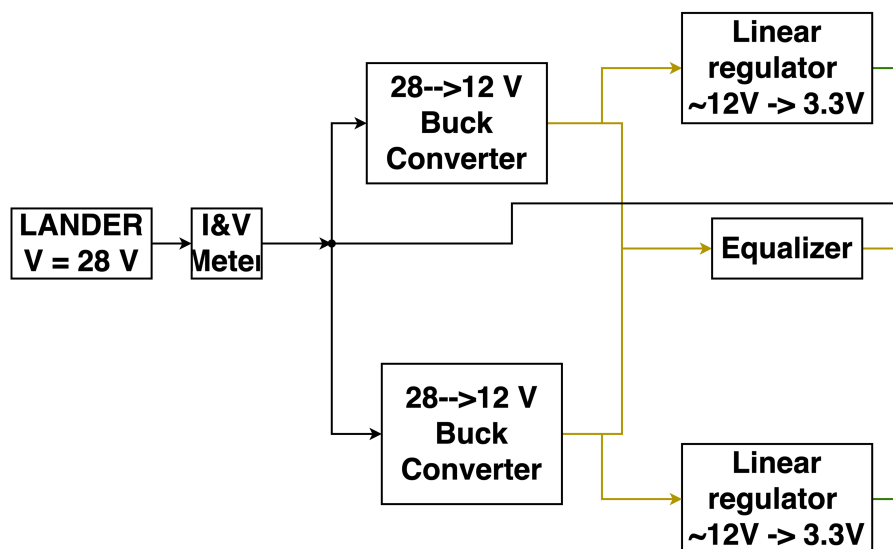 Linear
regulator
~12V -> 3.3V
28-->12 V
Buck
Converter
LANDER
V = 28 V
I&V
Meter
Equalizer
28-->12 V
Buck
Converter
Linear
regulator
~12V -> 3.3V